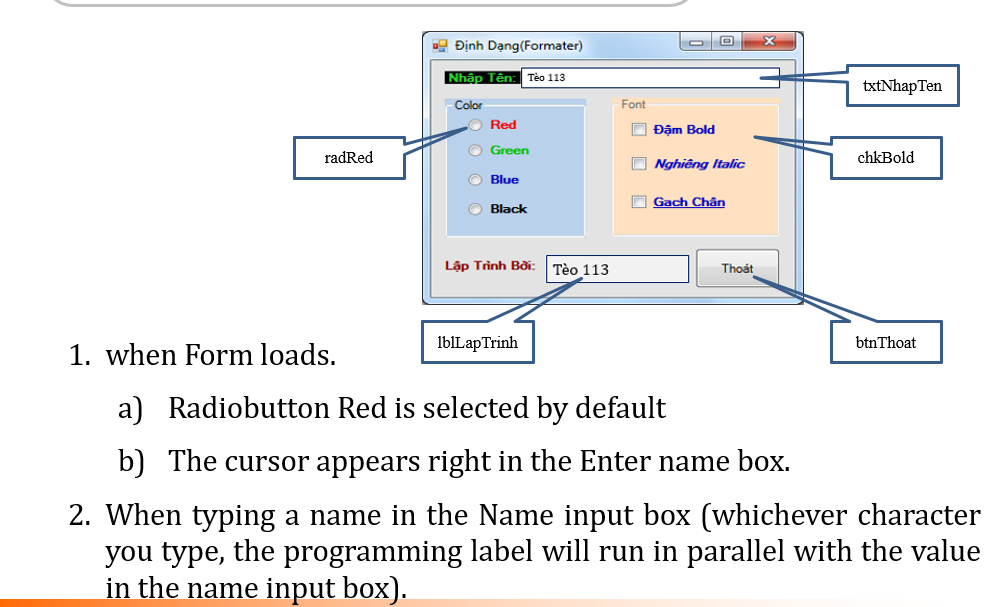 Định Dạng(Formater)
Nhập Tên: Tèo 113
txtNhapTen
Color
Font
Red
Đậm Bold
radRed
Green
Nghiêng Italic
chkBold
Blue
Gạch Chân
Black
Lập Trình Bởi: Tèo 113
Thoát
lblLapTrinh
btnThoat
1. when Form loads.
a) Radiobutton Red is selected by default
b) The cursor appears right in the Enter name box.
2. When typing a name in the Name input box (whichever character
you type, the programming label will run in parallel with the value
in the name input box).